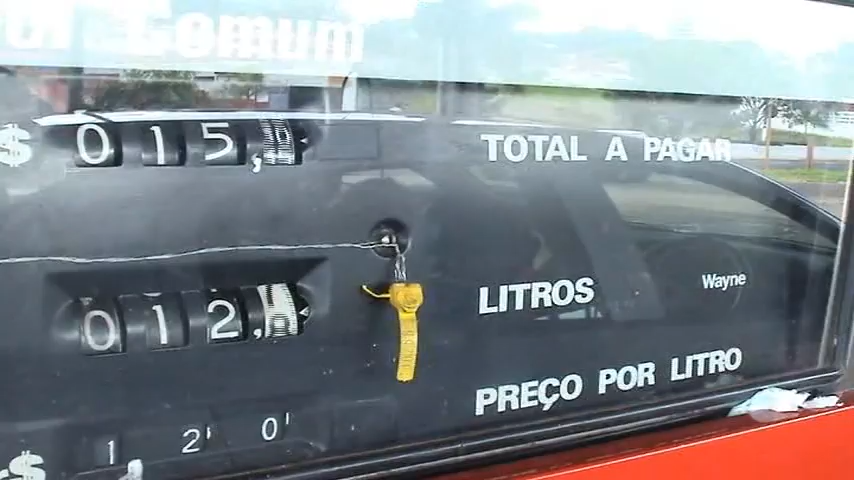 Comum
$ 015, TOTAL A PAGAR
012, LITROS Wayne
PREÇO POR LITRO
$ 1 2 0